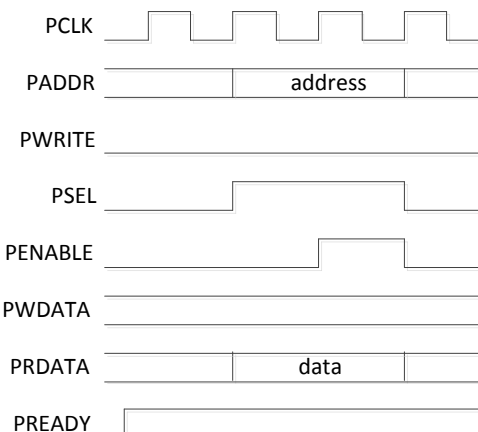 PCLK
PADDR address
PWRITE
PSEL
PENABLE
PWDATA
PRDATA data
PREADY